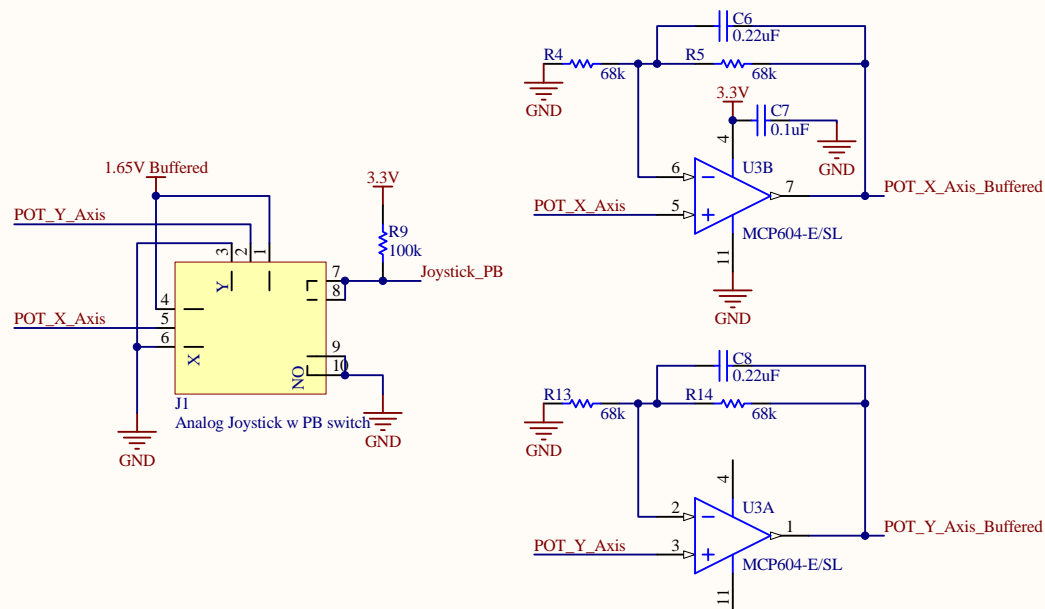 1.65V Buffered
POT_Y_Axis
3
2
1
Y
4
POT_X_Axis
5
6
X
7
8
9
10
NO
J1
Analog Joystick w PB switch
GND
3.3V
R9
100k
Joystick_PB
GND
C6
0.22uF
R4
68k
R5
68k
GND
3.3V
C7
0.1uF
GND
4
U3B
6
7
POT_X_Axis_Buffered
POT_X_Axis
5
MCP604-E/SL
11
GND
C8
0.22uF
R13
68k
R14
68k
GND
4
U3A
2
1
POT_Y_Axis_Buffered
POT_Y_Axis
3
MCP604-E/SL
11